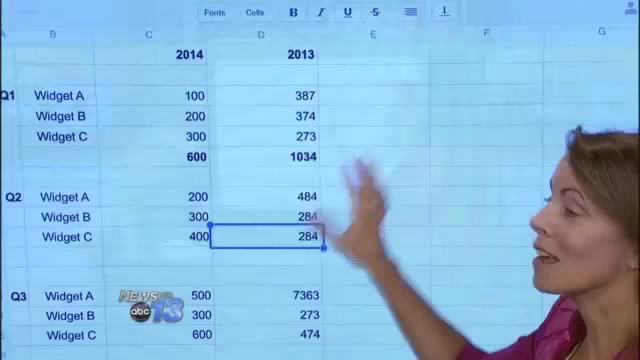 Fonts Cells B I U S
B C D E F G
2014 2013
Q1 Widget A 100 387
Widget B 200 374
Widget C 300 273
600 1034
Q2 Widget A 200 484
Widget B 300 284
Widget C 400 284
Q3 Widget A 500 7363
Widget B 300 273
Widget C 600 474
NEWS
abc 13